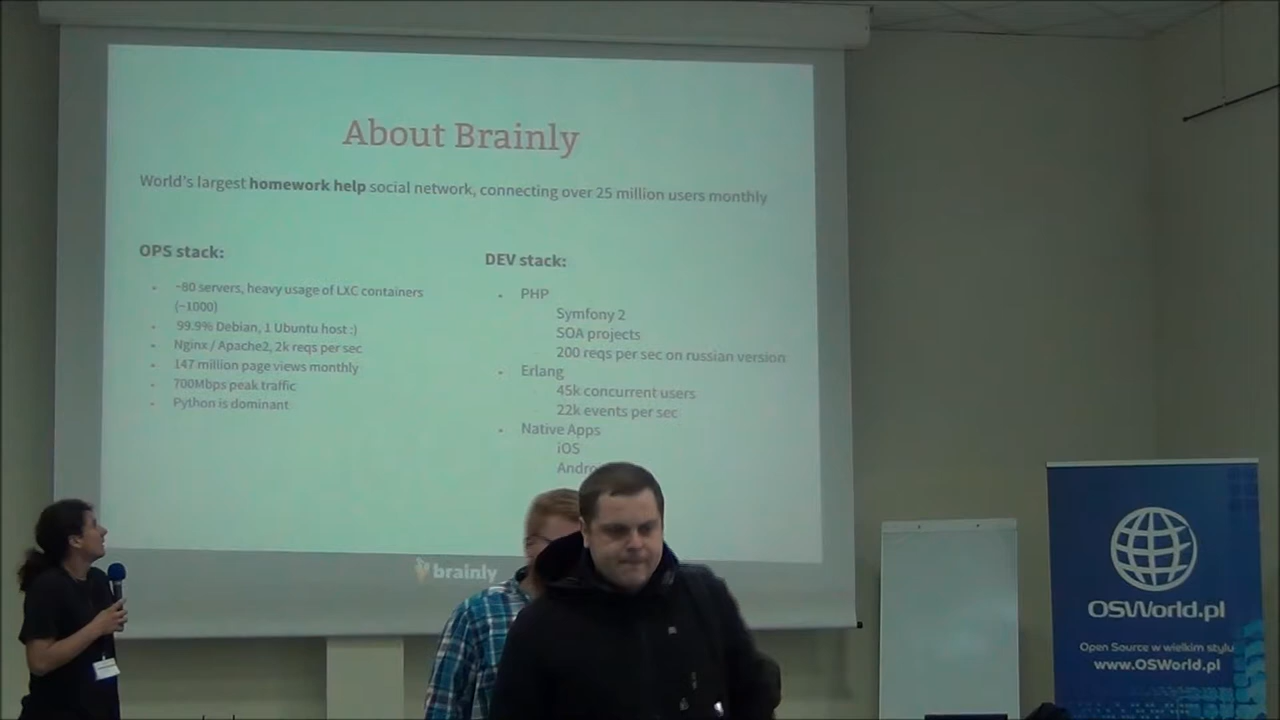 About Brainly
World's largest homework help social network, connecting over 25 million users monthly
OPS stack:
~80 servers, heavy usage of LXC containers
(~1000)
99.9% Debian, 1 Ubuntu host :)
Nginx / Apache2, 2k reqs per sec
147 million page views monthly
700Mbps peak traffic
Python is dominant
DEV stack:
PHP
Symfony 2
SOA projects
200 reqs per sec on russian version
Erlang
45k concurrent users
22k events per sec
Native Apps
iOS
Andro
brainly
OSWorld.pl
Open Source w wielkim stylu
www.OSWorld.pl